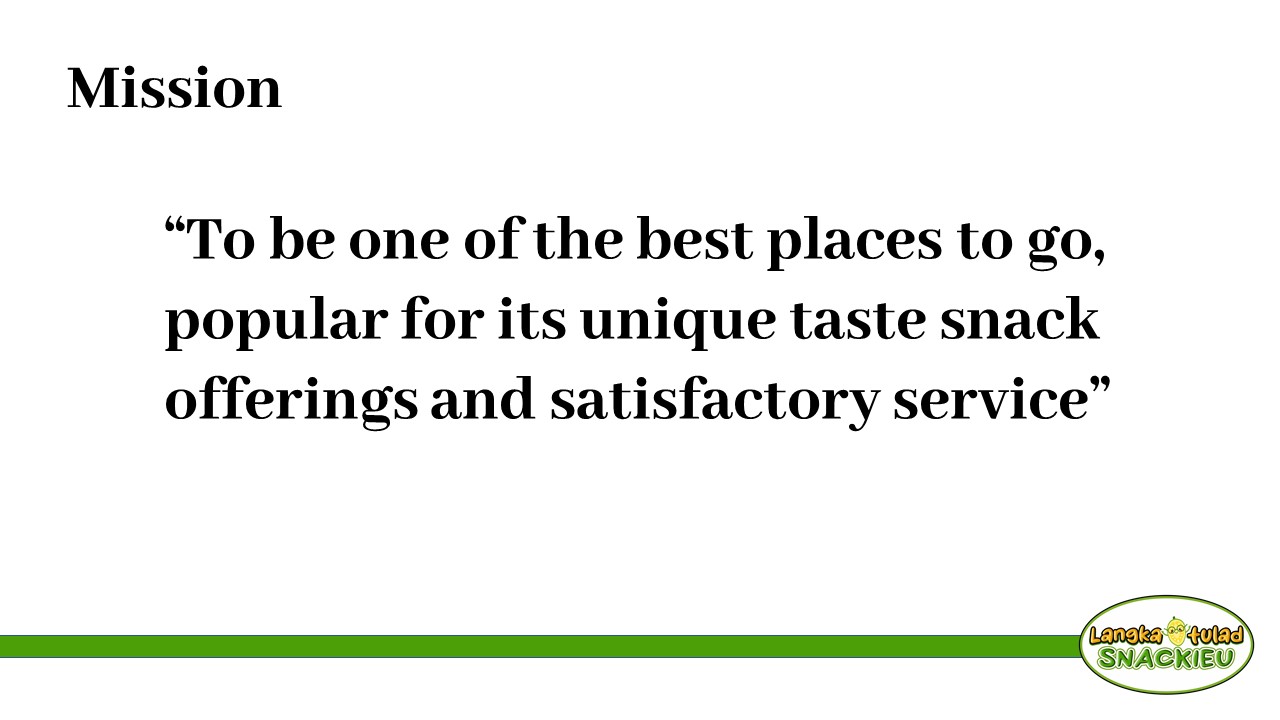 Mission
“To be one of the best places to go,
popular for its unique taste snack
offerings and satisfactory service”
Langka tulad
SNACKIEU